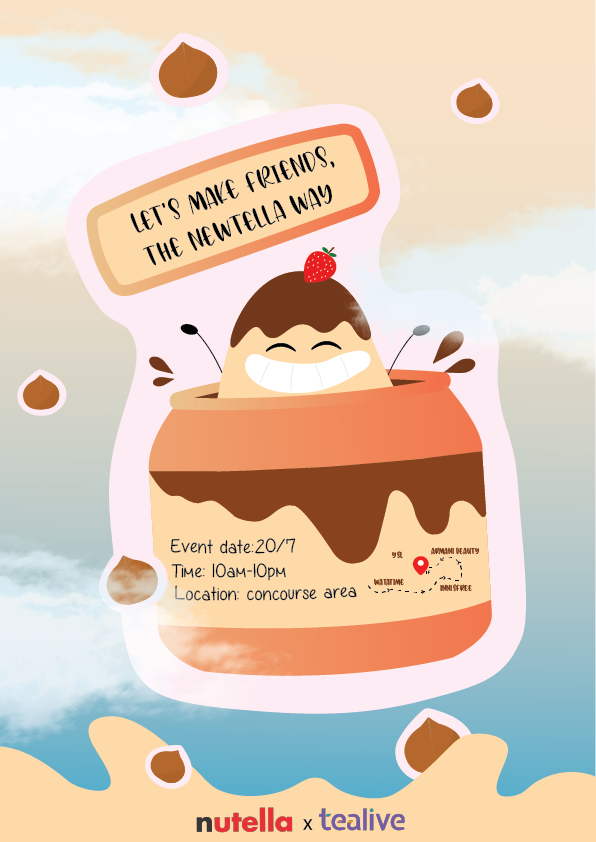 LET'S MAKE FRIENDS,
THE NEWTELLA WAY
Event date:20/7
Time: 10am-10pm
Location: concourse area
YSL
ARMANI BEAUTY
WATATIME
INNISFREE
nutella x tealive